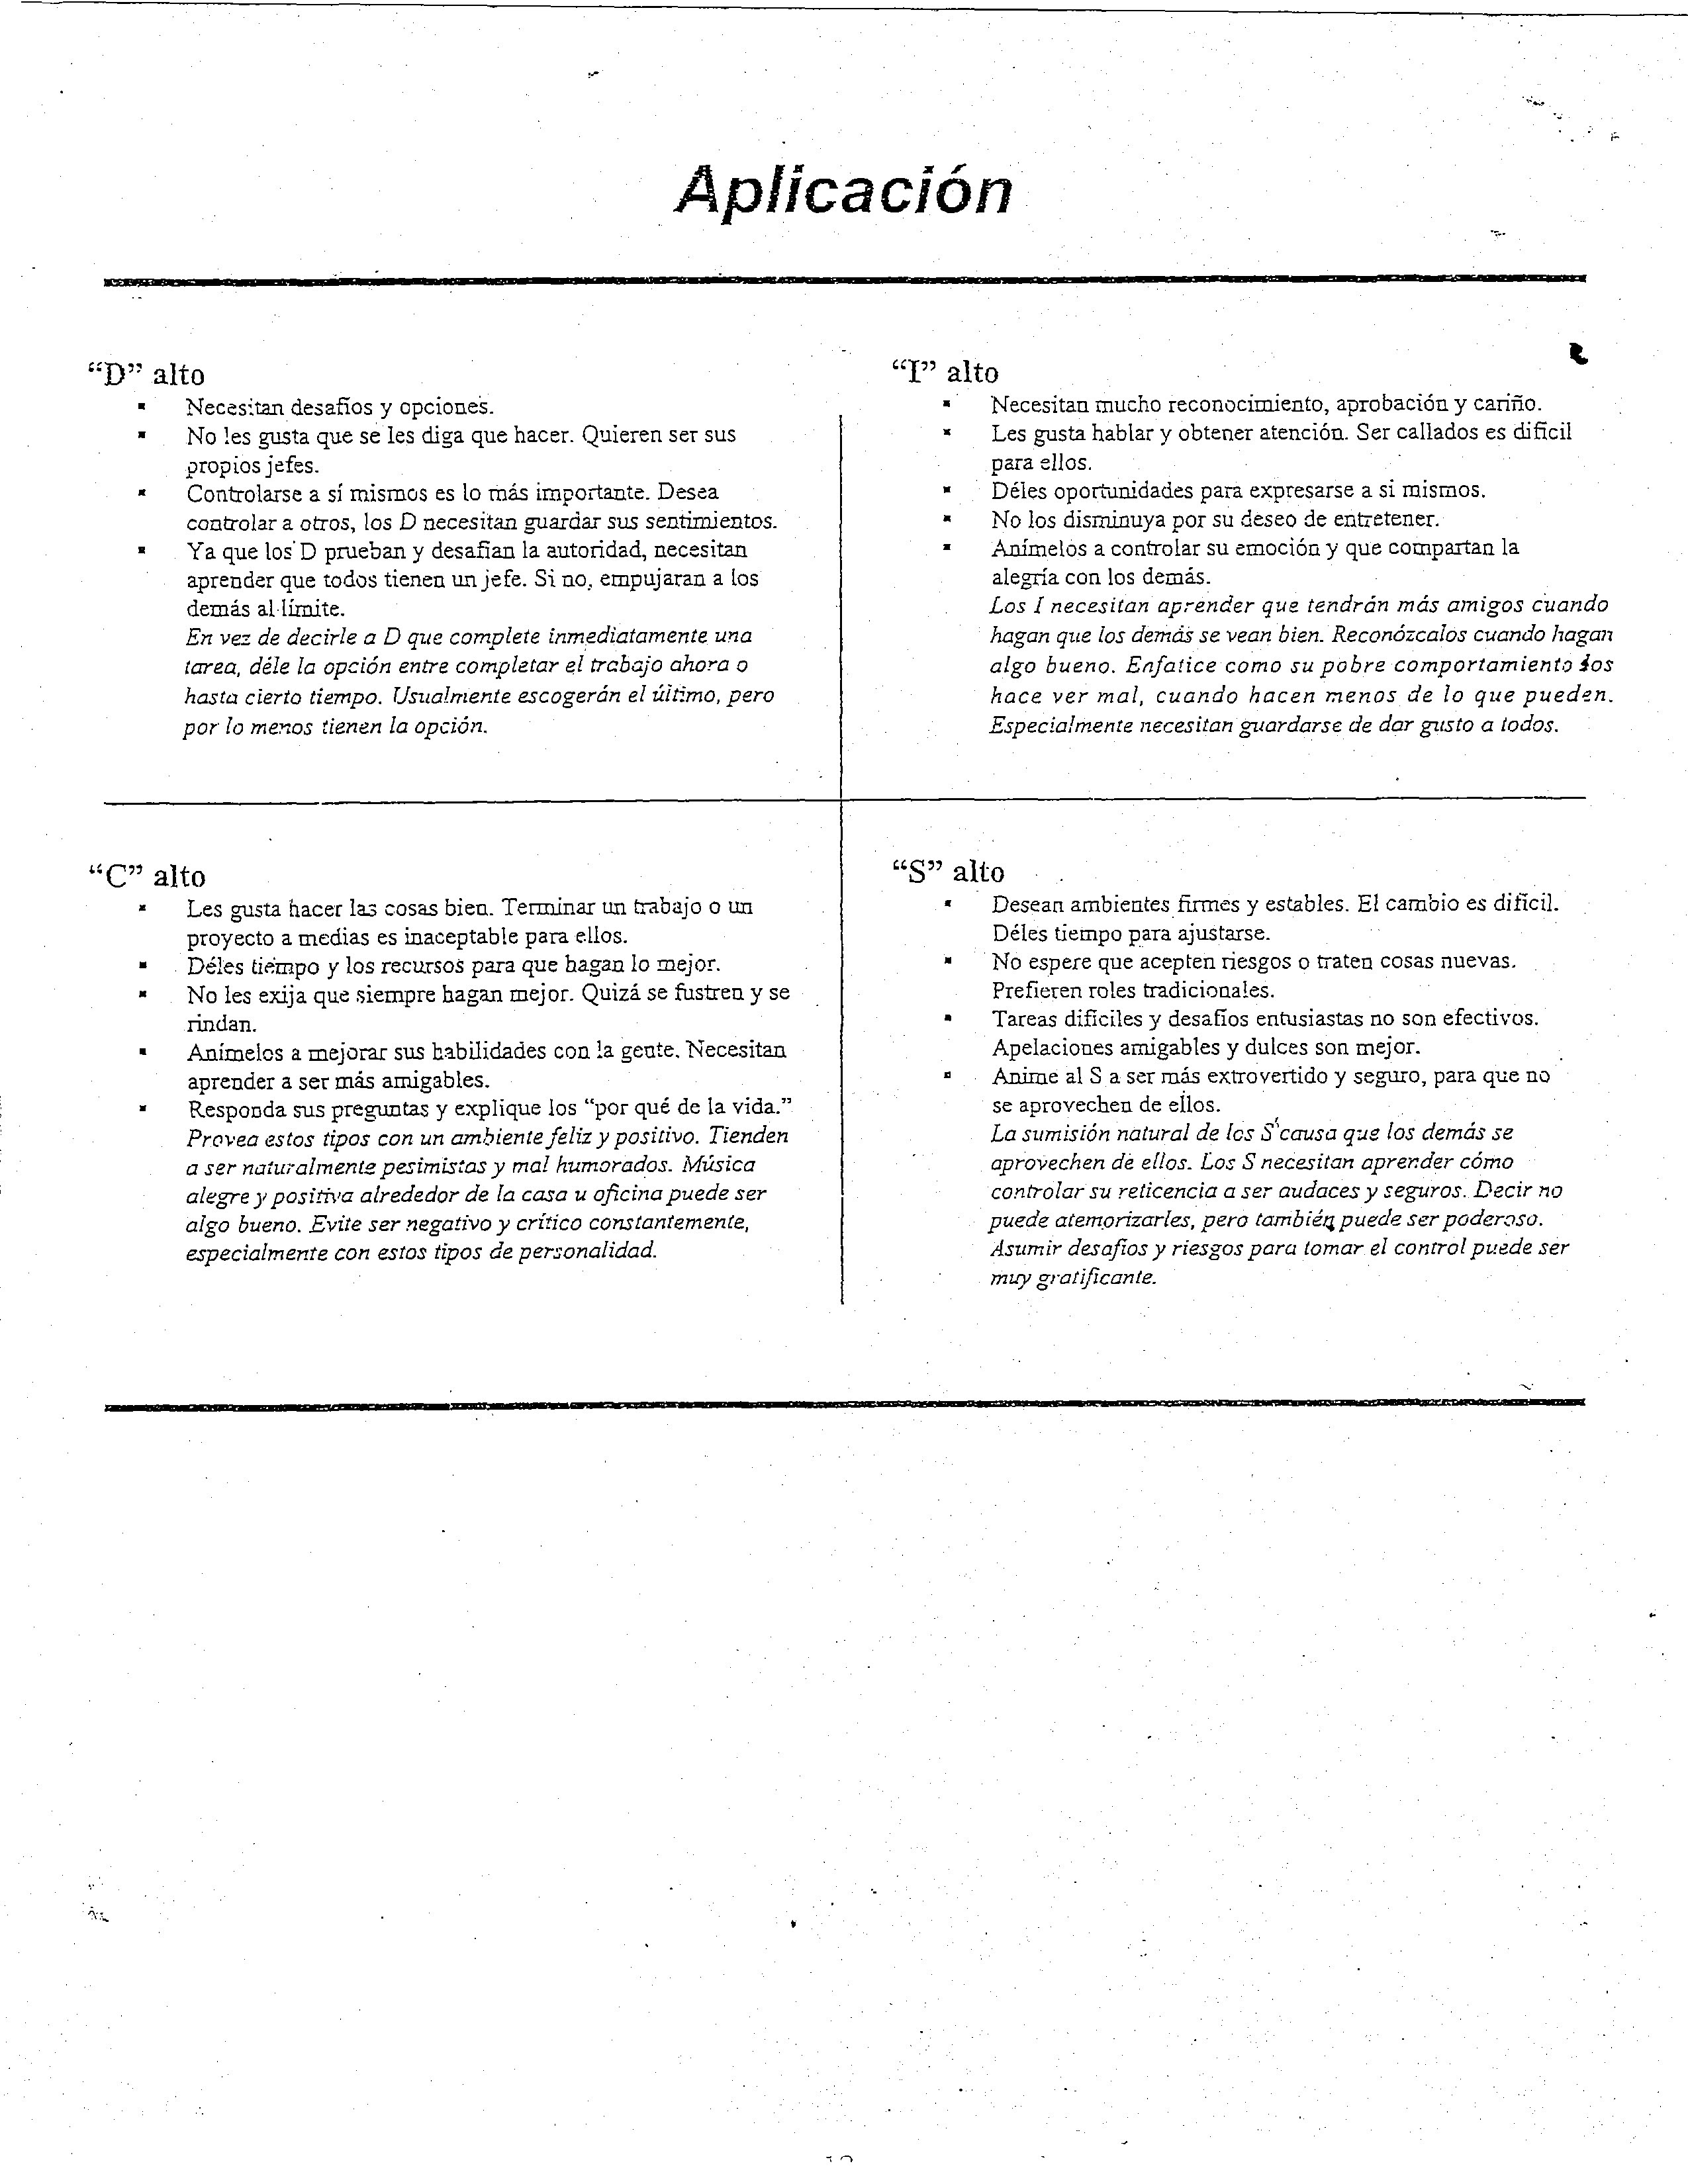 Aplicación
“D” alto
▪ Necesitan desafíos y opciones.
▪ No les gusta que se les diga que hacer. Quieren ser sus
propios jefes.
▪ Controlarse a sí mismos es lo más importante. Desea
controlar a otros, los D necesitan guardar sus sentimientos.
▪ Ya que los D prueban y desafían la autoridad, necesitan
aprender que todos tienen un jefe. Si no, empujaran a los
demás al límite.
En vez de decirle a D que complete inmediatamente una
tarea, déle la opción entre completar el trabajo ahora o
hasta cierto tiempo. Usualmente escogerán el último, pero
por lo menos tienen la opción.
“I” alto
▪ Necesitan mucho reconocimiento, aprobación y cariño.
▪ Les gusta hablar y obtener atención. Ser callados es difícil
para ellos.
▪ Déles oportunidades para expresarse a si mismos.
▪ No los disminuya por su deseo de entretener.
▪ Anímelos a controlar su emoción y que compartan la
alegría con los demás.
Los I necesitan aprender que tendrán más amigos cuando
hagan que los demás se vean bien. Reconózcalos cuando hagan
algo bueno. Enfatice como su pobre comportamiento los
hace ver mal, cuando hacen menos de lo que pueden.
Especialmente necesitan guardarse de dar gusto a todos.
“C” alto
▪ Les gusta hacer las cosas bien. Terminar un trabajo o un
proyecto a medias es inaceptable para ellos.
▪ Déles tiempo y los recursos para que hagan lo mejor.
▪ No les exija que siempre hagan mejor. Quizá se fustren y se
rindan.
▪ Anímelos a mejorar sus habilidades con la gente. Necesitan
aprender a ser más amigables.
▪ Responda sus preguntas y explique los “por qué de la vida.”
Provea estos tipos con un ambiente feliz y positivo. Tienden
a ser naturalmente pesimistas y mal humorados. Música
alegre y positiva alrededor de la casa u oficina puede ser
algo bueno. Evite ser negativo y crítico constantemente,
especialmente con estos tipos de personalidad.
“S” alto
▪ Desean ambientes firmes y estables. El cambio es difícil.
Déles tiempo para ajustarse.
▪ No espere que acepten riesgos o traten cosas nuevas.
Prefieren roles tradicionales.
▪ Tareas difíciles y desafíos entusiastas no son efectivos.
Apelaciones amigables y dulces son mejor.
▪ Anime al S a ser más extrovertido y seguro, para que no
se aprovechen de ellos.
La sumisión natural de los S causa que los demás se
aprovechen de ellos. Los S necesitan aprender cómo
controlar su reticencia a ser audaces y seguros. Decir no
puede atemorizarles, pero también puede ser poderoso.
Asumir desafíos y riesgos para tomar el control puede ser
muy gratificante.